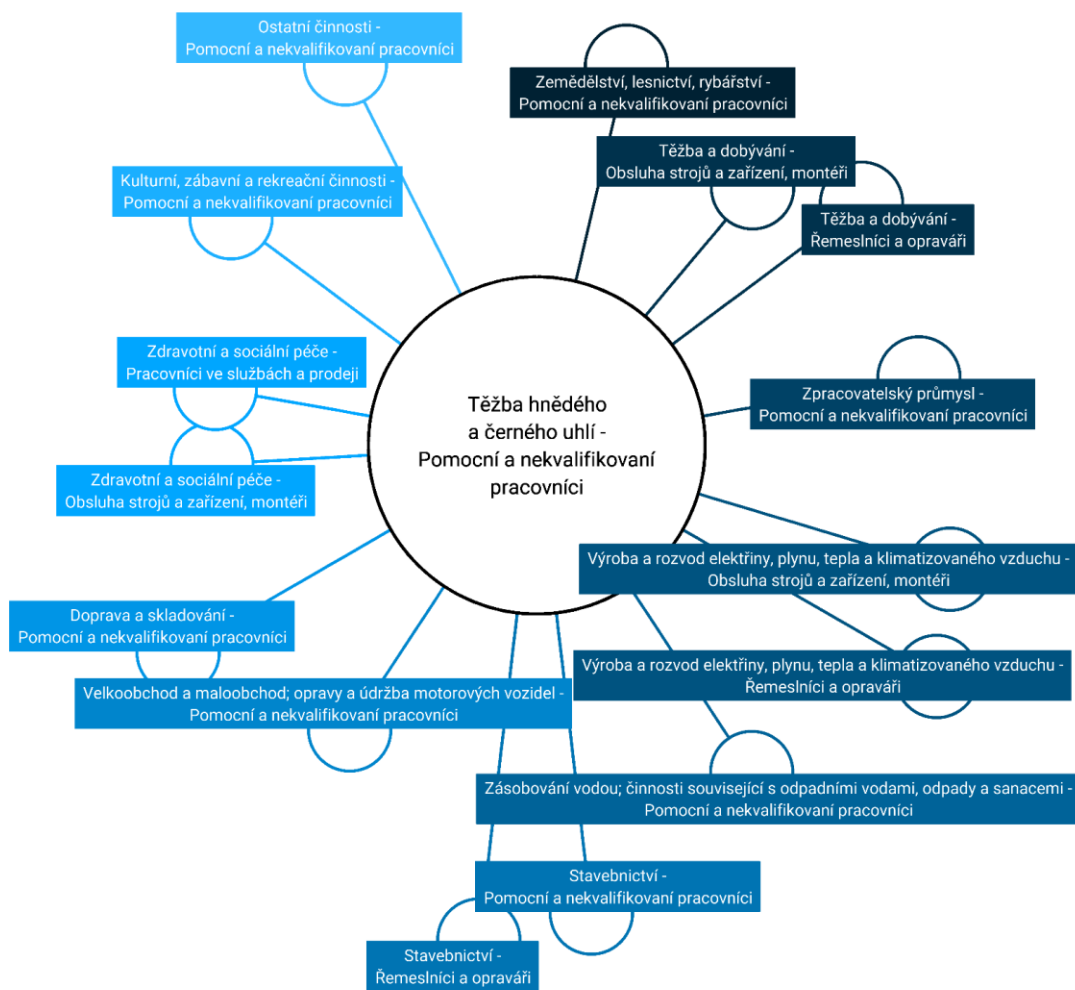 Ostatní činnosti -
Pomocní a nekvalifikovaní pracovníci
Zemědělství, lesnictví, rybářství -
Pomocní a nekvalifikovaní pracovníci
Těžba a dobývání -
Obsluha strojů a zařízení, montéři
Kulturní, zábavní a rekreační činnosti -
Pomocní a nekvalifikovaní pracovníci
Těžba a dobývání -
Řemeslníci a opraváři
Zdravotní a sociální péče -
Pracovníci ve službách a prodeji
Zpracovatelský průmysl -
Pomocní a nekvalifikovaní pracovníci
Těžba hnědého
a černého uhlí -
Pomocní a nekvalifikovaní
pracovníci
Zdravotní a sociální péče -
Obsluha strojů a zařízení, montéři
Výroba a rozvod elektřiny, plynu, tepla a klimatizovaného vzduchu -
Obsluha strojů a zařízení, montéři
Doprava a skladování -
Pomocní a nekvalifikovaní pracovníci
Výroba a rozvod elektřiny, plynu, tepla a klimatizovaného vzduchu -
Řemeslníci a opraváři
Velkoobchod a maloobchod; opravy a údržba motorových vozidel -
Pomocní a nekvalifikovaní pracovníci
Zásobování vodou; činnosti související s odpadními vodami, odpady a sanacemi -
Pomocní a nekvalifikovaní pracovníci
Stavebnictví -
Pomocní a nekvalifikovaní pracovníci
Stavebnictví -
Řemeslníci a opraváři